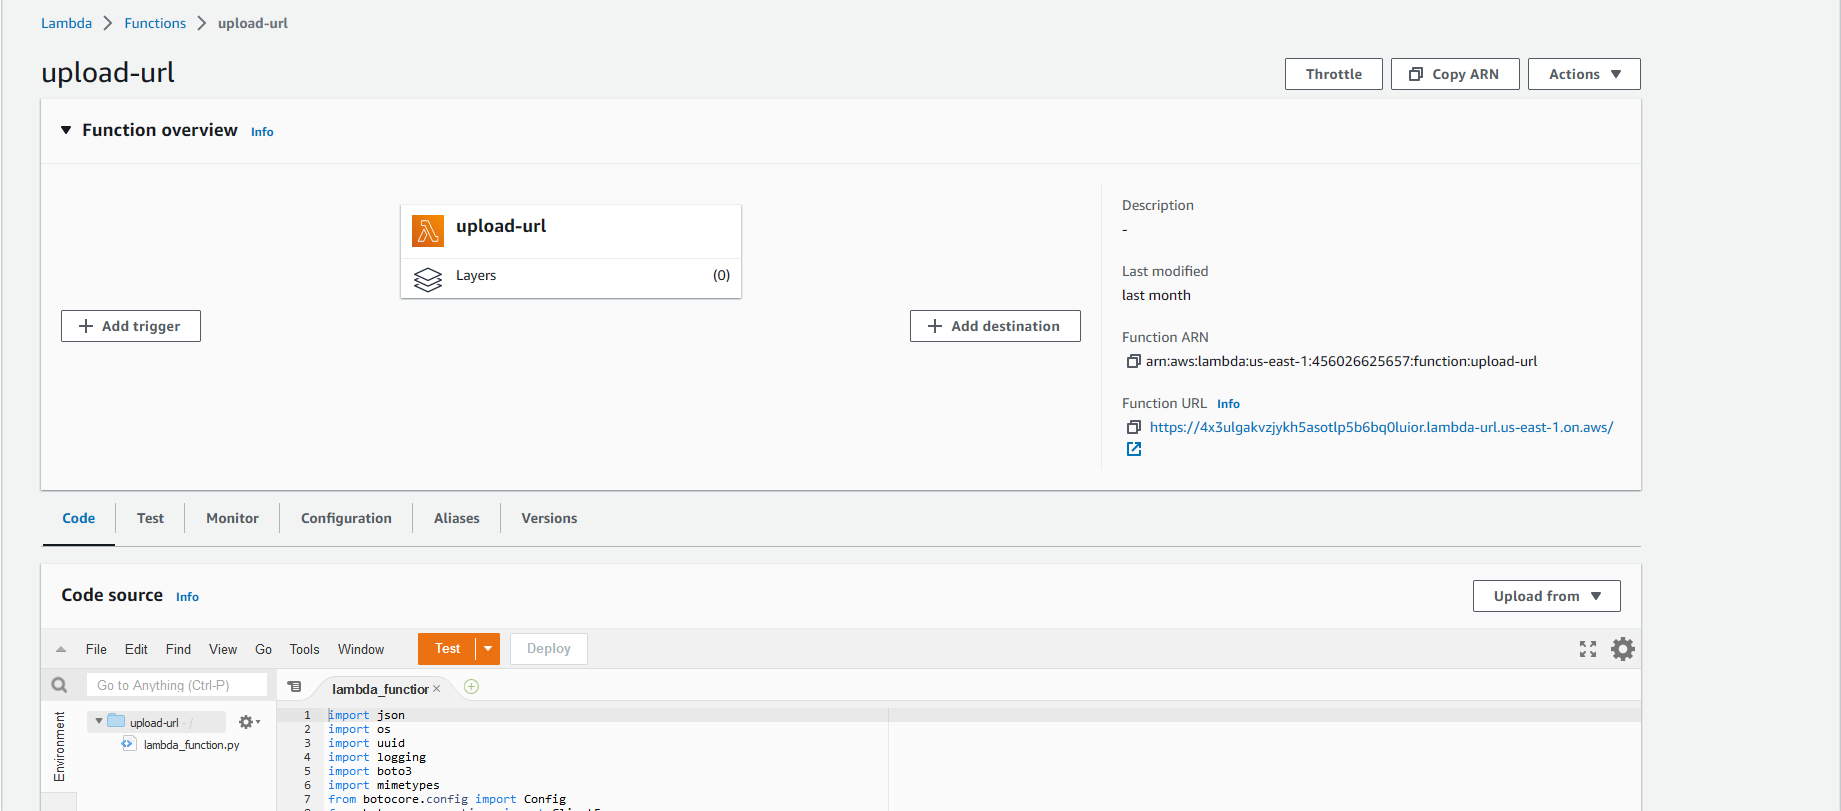 Lambda > Functions > upload-url
upload-url
Throttle Copy ARN Actions
Function overview Info
upload-url
Layers (0)
Add trigger
Add destination
Description
-
Last modified
last month
Function ARN
arn:aws:lambda:us-east-1:456026625657:function:upload-url
Function URL Info
https://4x3ulgakvzjykh5asotlp5b6bq0luior.lambda-url.us-east-1.on.aws/
Code Test Monitor Configuration Aliases Versions
Code source Info
Upload from
File Edit Find View Go Tools Window Test Deploy
Go to Anything (Ctrl-P)
lambda_function
Environment
upload-url - /
lambda_function.py
1 import json
2 import os
3 import uuid
4 import logging
5 import boto3
6 import mimetypes
7 from botocore.config import Config